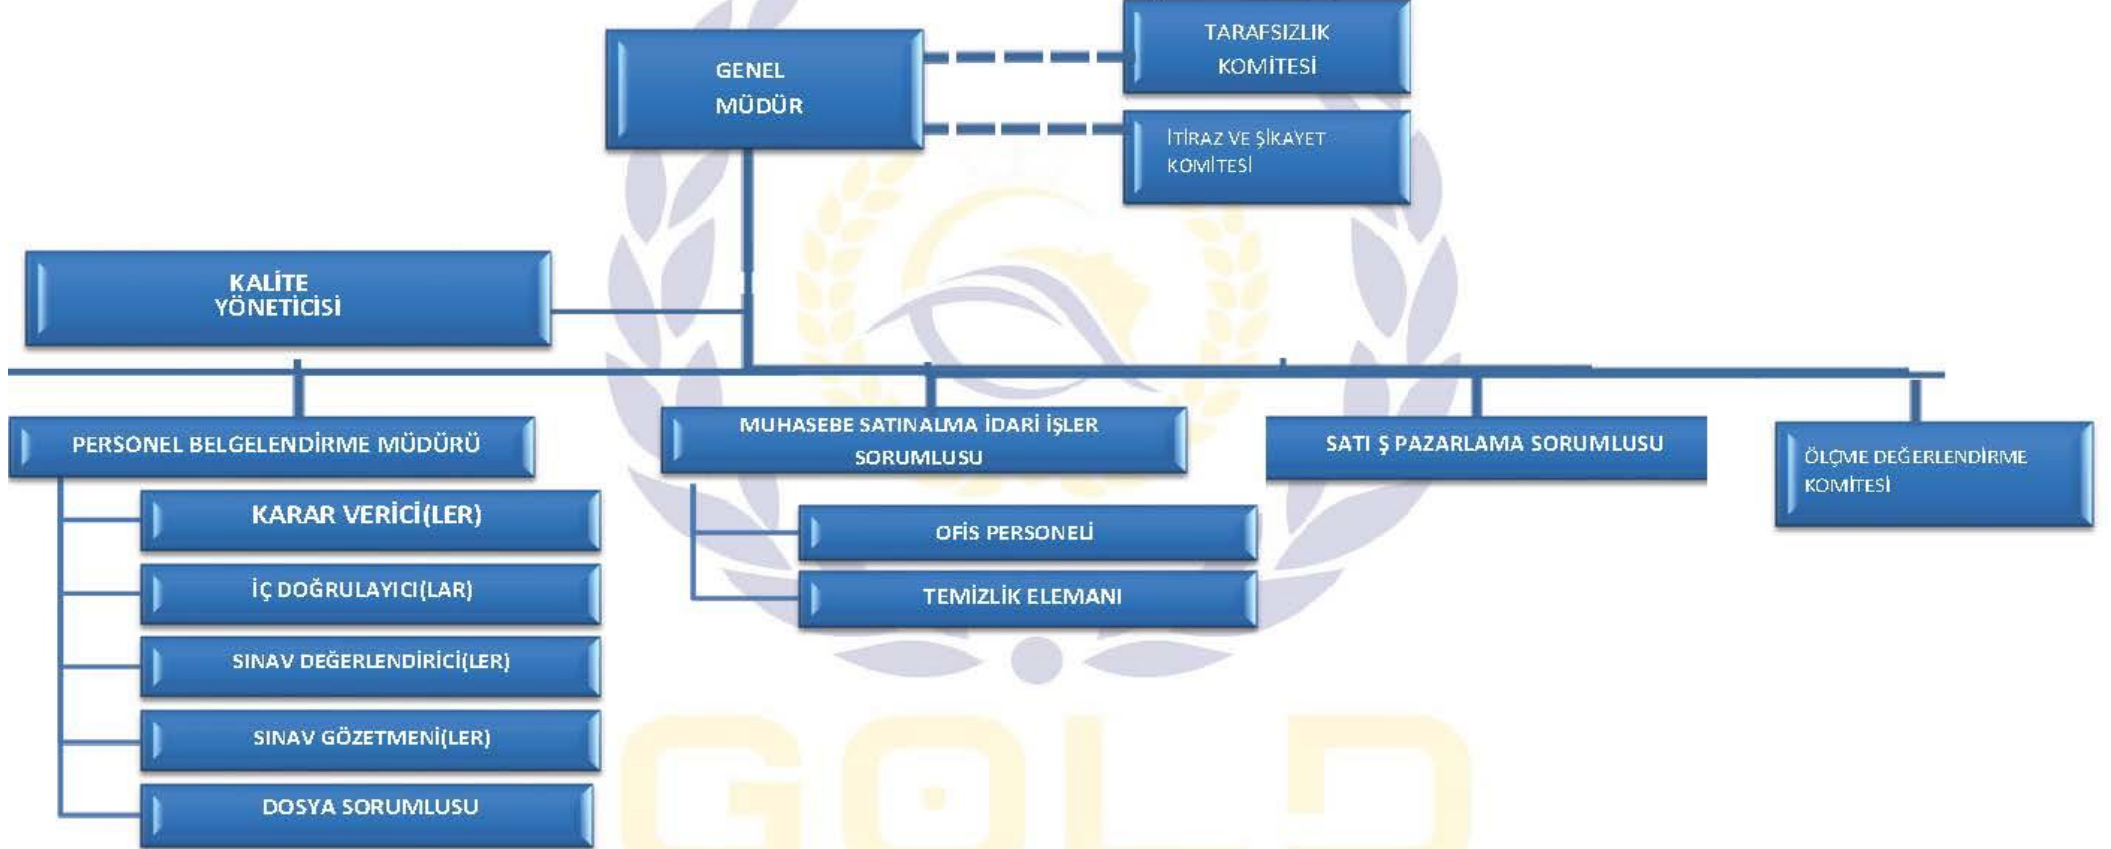 GENEL
MÜDÜR
TARAFSIZLIK
KOMİTESİ
İTİRAZ VE ŞİKAYET
KOMİTESİ
KALİTE
YÖNETİCİSİ
PERSONEL BELGELENDİRME MÜDÜRÜ
KARAR VERİCİ(LER)
İÇ DOĞRULAYICI(LAR)
SINAV DEĞERLENDİRİCİ(LER)
SINAV GÖZETMENİ(LER)
DOSYA SORUMLUSU
MUHASEBE SATINALMA İDARİ İŞLER
SORUMLUSU
OFİS PERSONELİ
TEMİZLİK ELEMANI
SATI Ş PAZARLAMA SORUMLUSU
ÖLÇME DEĞERLENDİRME
KOMİTESİ
GOLD